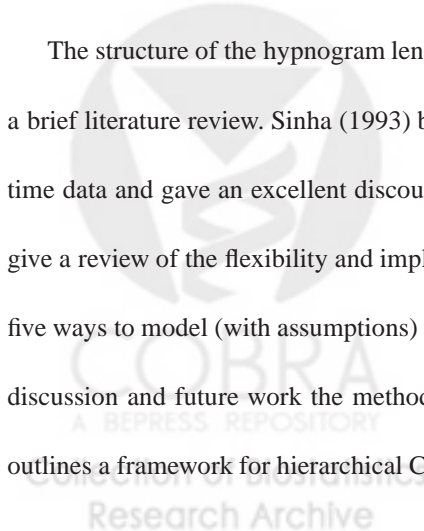 The structure of the hypnogram len
a brief literature review. Sinha (1993) b
time data and gave an excellent discou
give a review of the flexibility and impl
five ways to model (with assumptions)
COBRA
discussion and future work the method
A BEPRESS REPOSITORY
outlines a framework for hierarchical C
Collection of Biostatistics
Research Archive